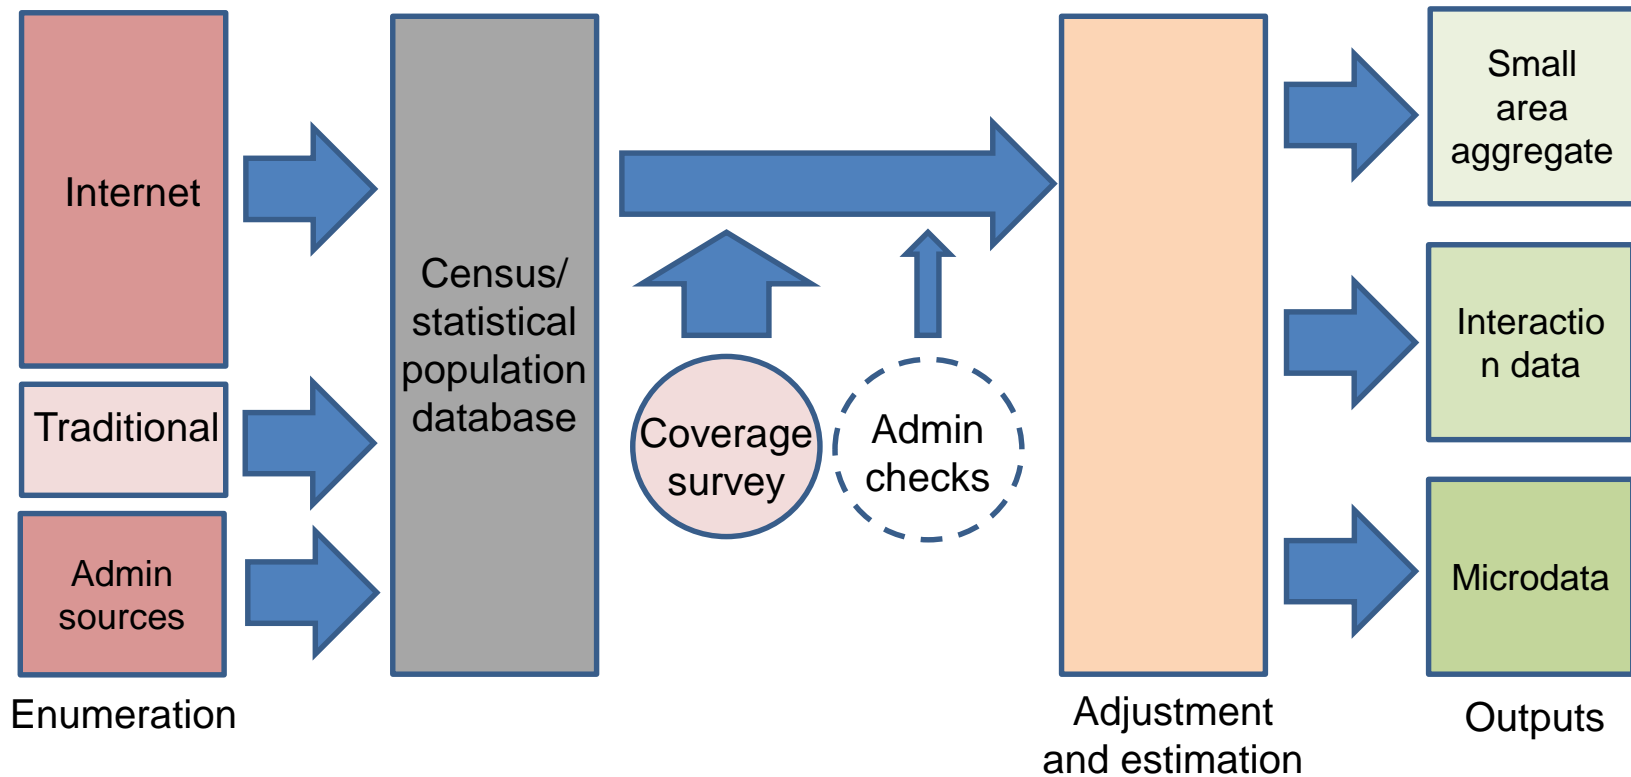 Internet
Traditional
Admin
sources
Enumeration
Census/
statistical
population
database
Coverage
survey
Admin
checks
Adjustment
and estimation
Small
area
aggregate
Interactio
n data
Microdata
Outputs